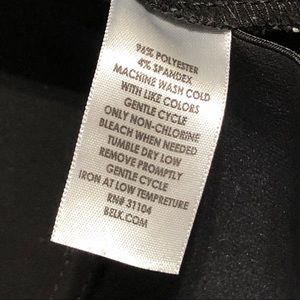 96% POLYESTER
4% SPANDEX
MACHINE WASH COLD
WITH LIKE COLORS
GENTLE CYCLE
ONLY NON-CHLORINE
BLEACH WHEN NEEDED
TUMBLE DRY LOW
REMOVE PROMPTLY
GENTLE CYCLE
IRON AT LOW TEMPRETURE
RN# 31104
BELK.COM